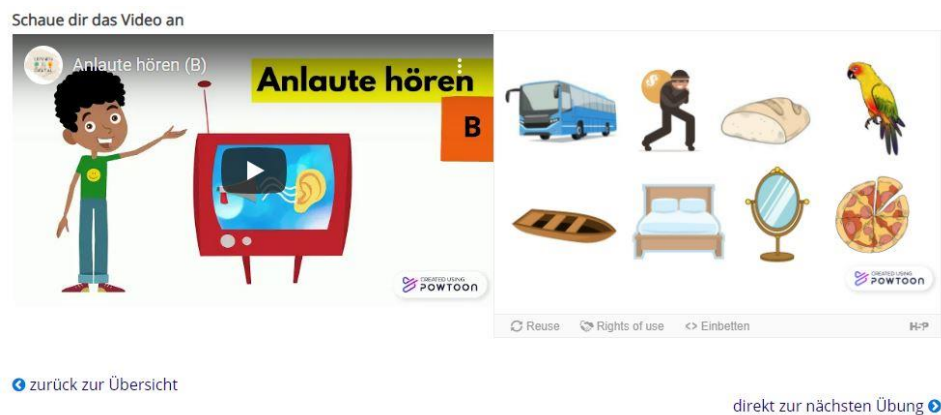 Schaue dir das Video an
Anlaute hören (B)
Anlaute hören
B
CREATED USING
POWTOON
CREATED USING
POWTOON
Reuse
Rights of use
<> Einbetten
H-P
zurück zur Übersicht
direkt zur nächsten Übung